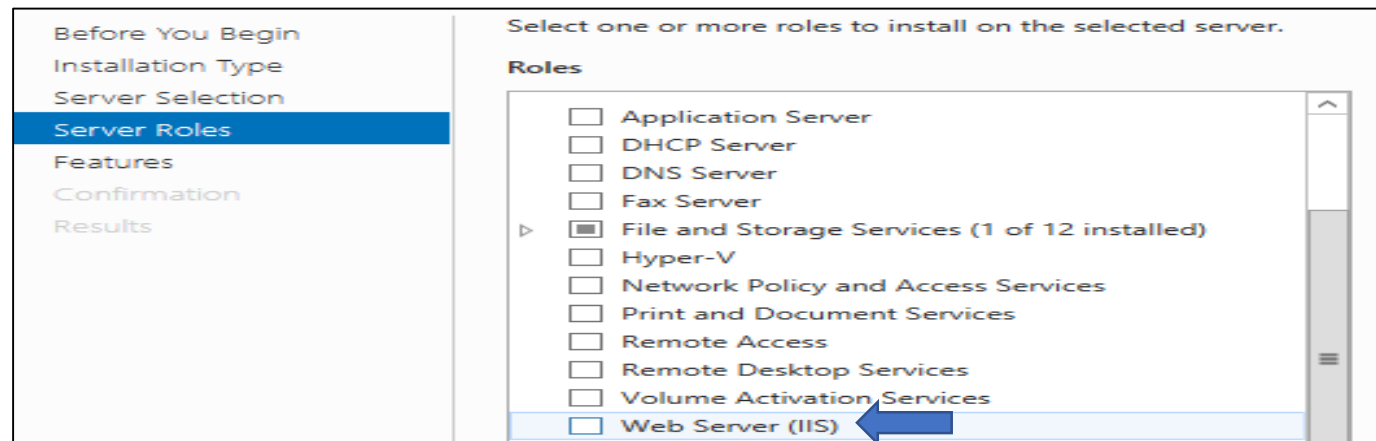 Before You Begin
Installation Type
Server Selection
Server Roles
Features
Confirmation
Results
Select one or more roles to install on the selected server.
Roles
Application Server
DHCP Server
DNS Server
Fax Server
File and Storage Services (1 of 12 installed)
Hyper-V
Network Policy and Access Services
Print and Document Services
Remote Access
Remote Desktop Services
Volume Activation Services
Web Server (IIS)